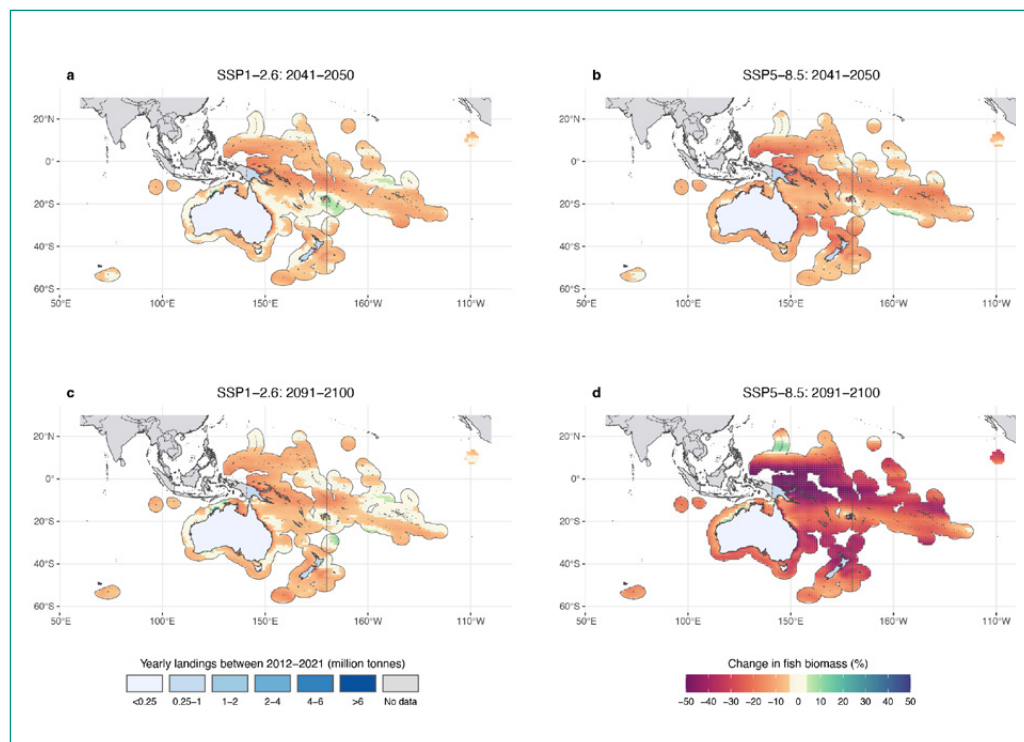 a SSP1−2.6: 2041−2050
20°N
0°
20°S
40°S
60°S
50°E 100°E 150°E 160°W 110°W
b SSP5−8.5: 2041−2050
20°N
0°
20°S
40°S
60°S
50°E 100°E 150°E 160°W 110°W
c SSP1−2.6: 2091−2100
20°N
0°
20°S
40°S
60°S
50°E 100°E 150°E 160°W 110°W
d SSP5−8.5: 2091−2100
20°N
0°
20°S
40°S
60°S
50°E 100°E 150°E 160°W 110°W
Yearly landings between 2012−2021 (million tonnes)
<0.25 0.25−1 1−2 2−4 4−6 >6 No data
Change in fish biomass (%)
−50 −40 −30 −20 −10 0 10 20 30 40 50